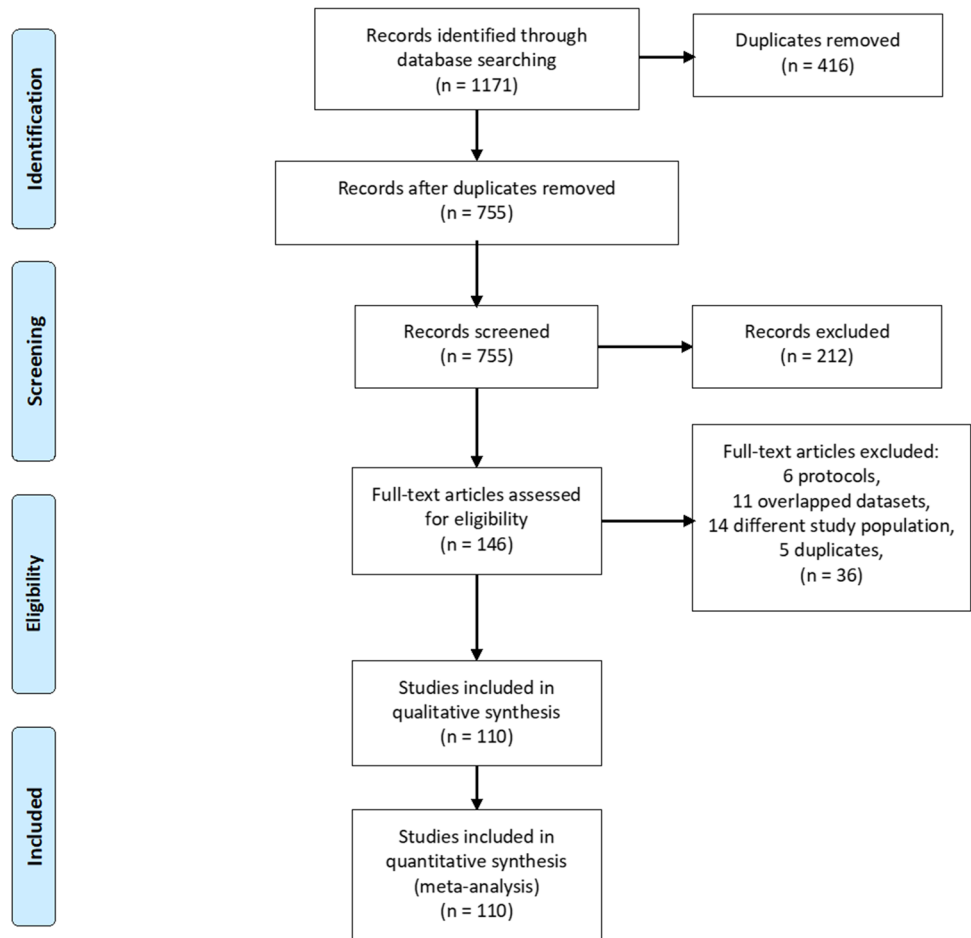 Identification
Records identified through
database searching
(n = 1171)
Duplicates removed
(n = 416)
Records after duplicates removed
(n = 755)
Screening
Records screened
(n = 755)
Records excluded
(n = 212)
Eligibility
Full-text articles assessed
for eligibility
(n = 146)
Full-text articles excluded:
6 protocols,
11 overlapped datasets,
14 different study population,
5 duplicates,
(n = 36)
Studies included in
qualitative synthesis
(n = 110)
Included
Studies included in
quantitative synthesis
(meta-analysis)
(n = 110)